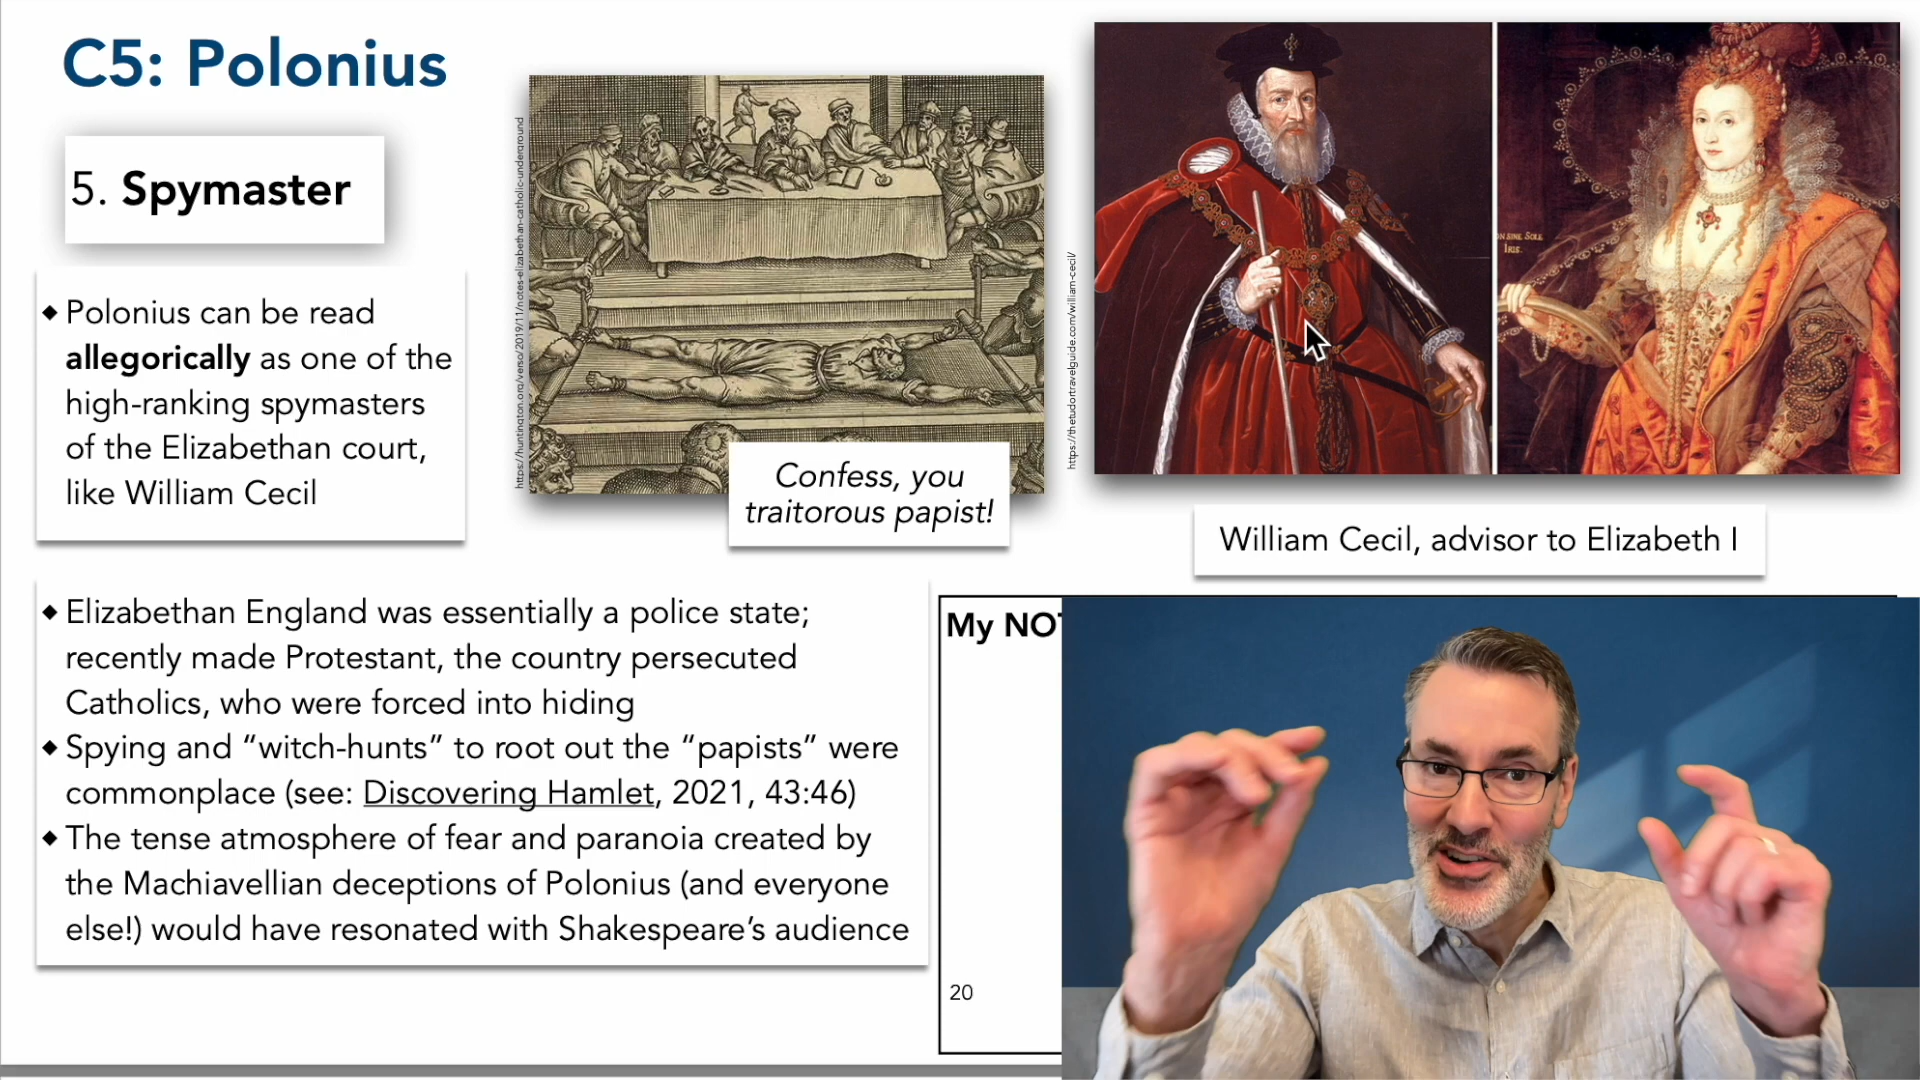 C5: Polonius
5. Spymaster
◆ Polonius can be read
allegorically as one of the
high-ranking spymasters
of the Elizabethan court,
like William Cecil
https://huntington.org/verso/2019/11/notes-elizabethan-catholic-underground
Confess, you
traitorous papist!
https://thetudortravelguide.com/william-cecil/
N SINE SOLE
IRIS.
William Cecil, advisor to Elizabeth I
◆ Elizabethan England was essentially a police state;
recently made Protestant, the country persecuted
Catholics, who were forced into hiding
◆ Spying and “witch-hunts” to root out the “papists” were
commonplace (see: Discovering Hamlet, 2021, 43:46)
◆ The tense atmosphere of fear and paranoia created by
the Machiavellian deceptions of Polonius (and everyone
else!) would have resonated with Shakespeare’s audience
My NO
20